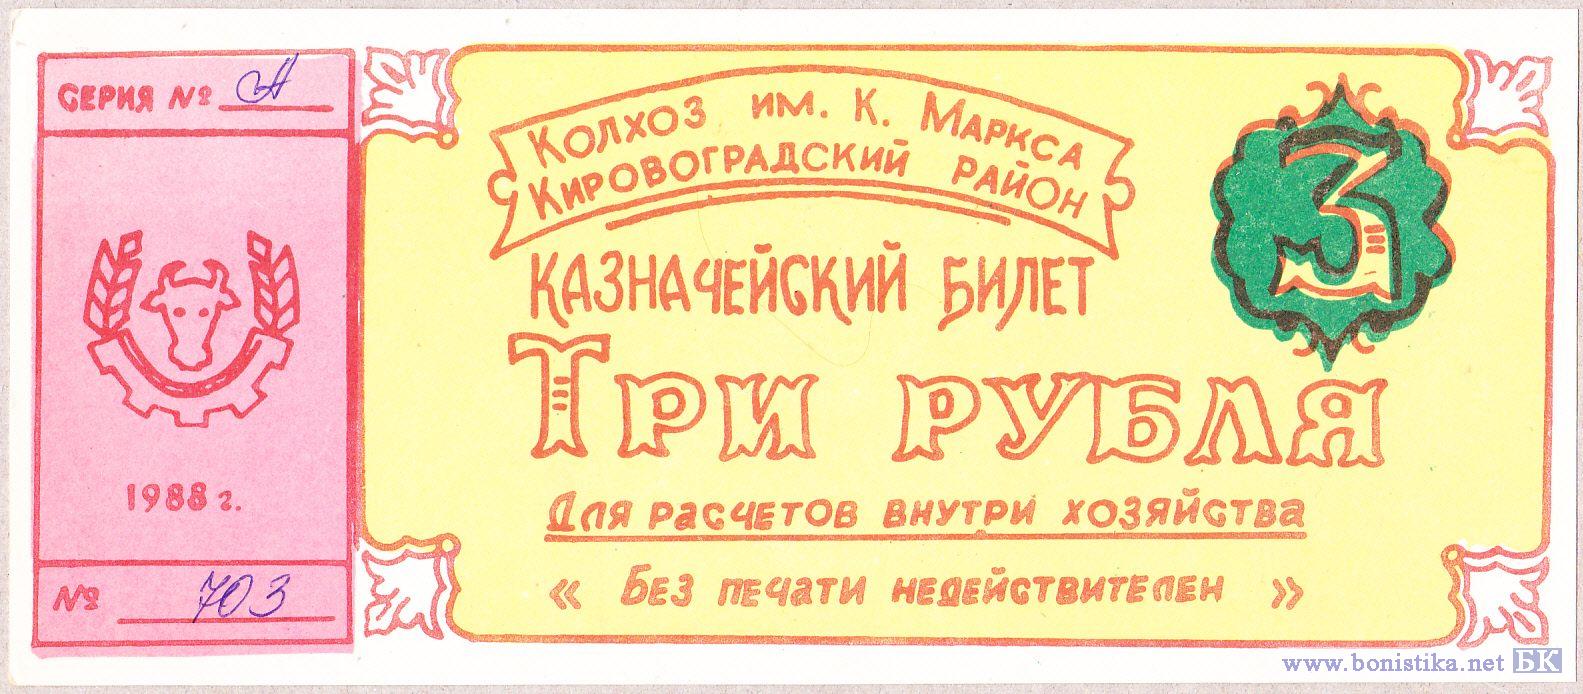 Серия № А
1988 г.
№ 703
Колхоз им. К. Маркса
Кировоградский район
Казначейский билет
3
Три рубля
Для расчетов внутри хозяйства
« Без печати недействителен »
www.bonistika.net БК